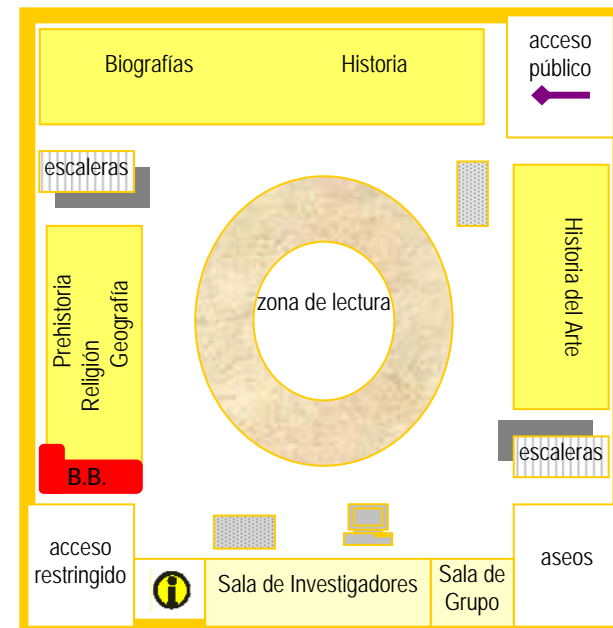 Biografías Historia
acceso
público
escaleras
Prehistoria
Religión
Geografía
zona de lectura
Historia del Arte
B.B.
escaleras
acceso
restringido
i
Sala de Investigadores
Sala de
Grupo
aseos